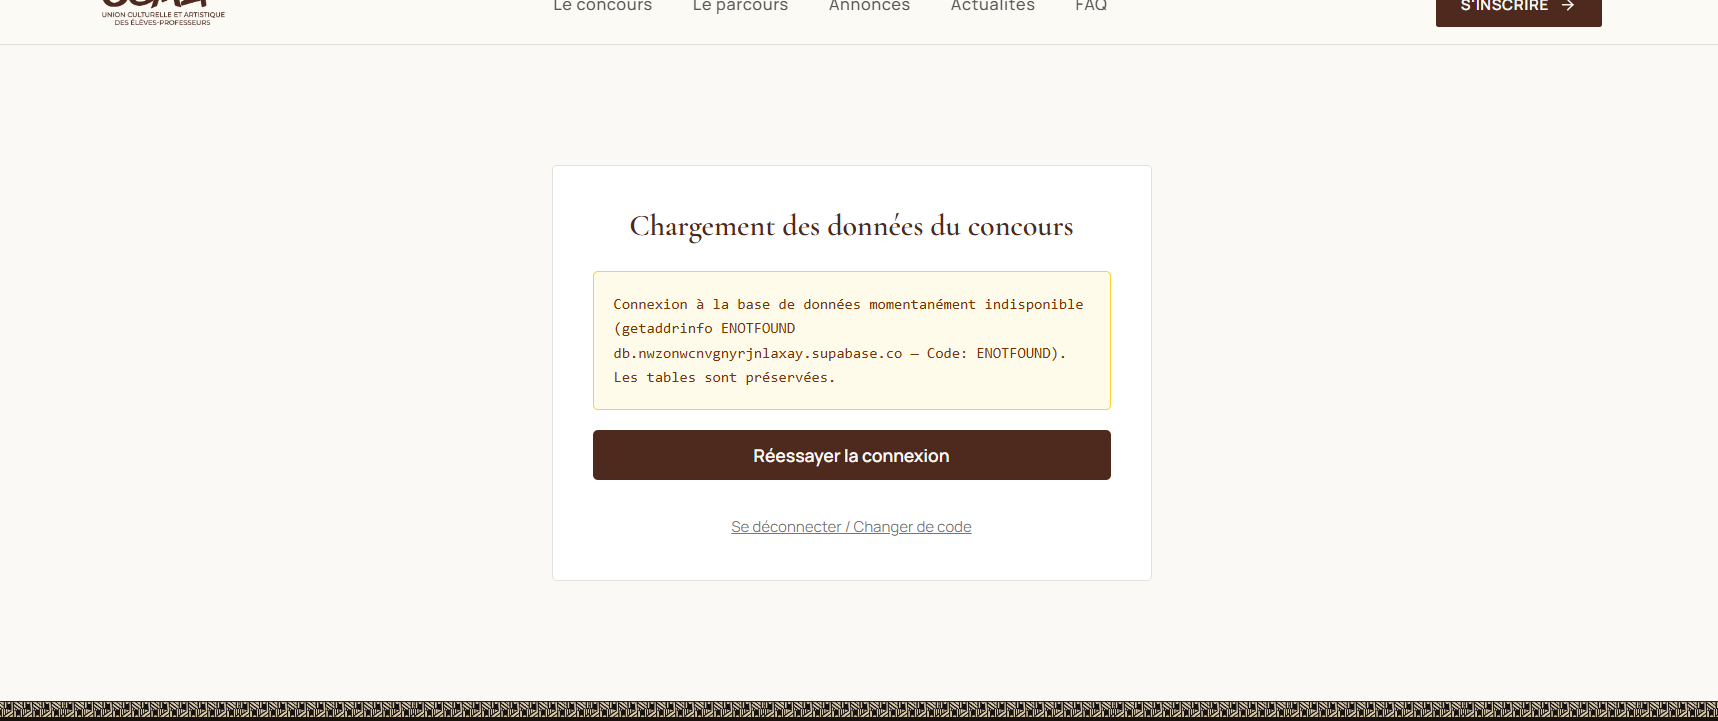 UNION CULTURELLE ET ARTISTIQUE
DES ÉLÈVES-PROFESSEURS
Le concours
Le parcours
Annonces
Actualités
FAQ
S'INSCRIRE →
Chargement des données du concours
Connexion à la base de données momentanément indisponible
(getaddrinfo ENOTFOUND
db.nwzonwcnvgnyrjnlaxay.supabase.co — Code: ENOTFOUND).
Les tables sont préservées.
Réessayer la connexion
Se déconnecter / Changer de code